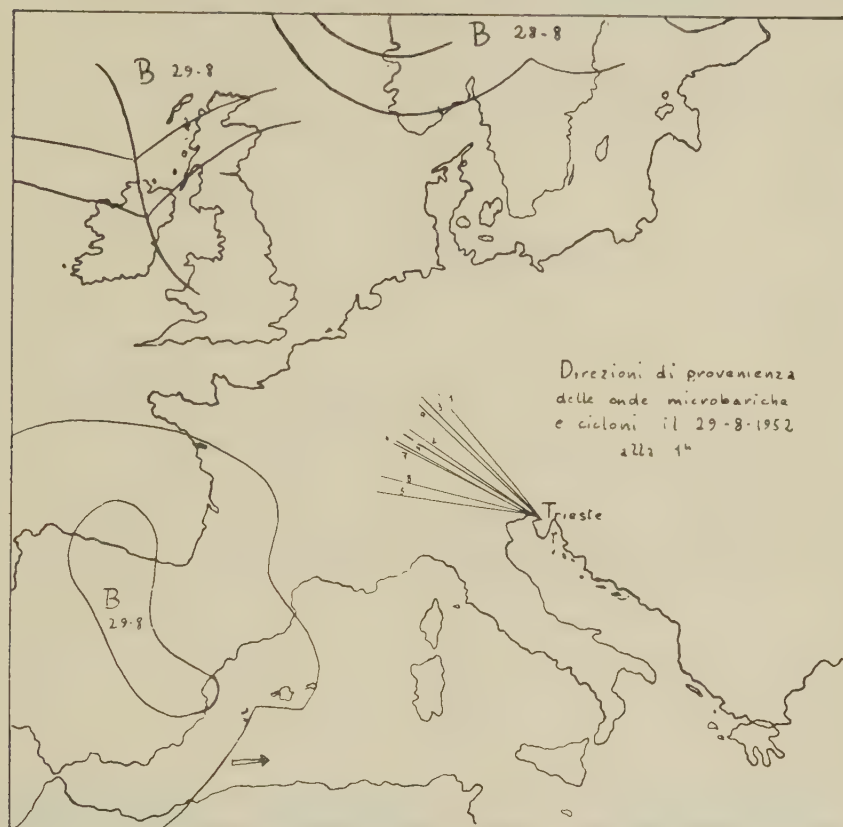 B 28-8
B 29-8
Direzioni di provenienza
delle onde microbariche
e cicloni il 29-8-1952
alla 1h
Trieste
B
29-8